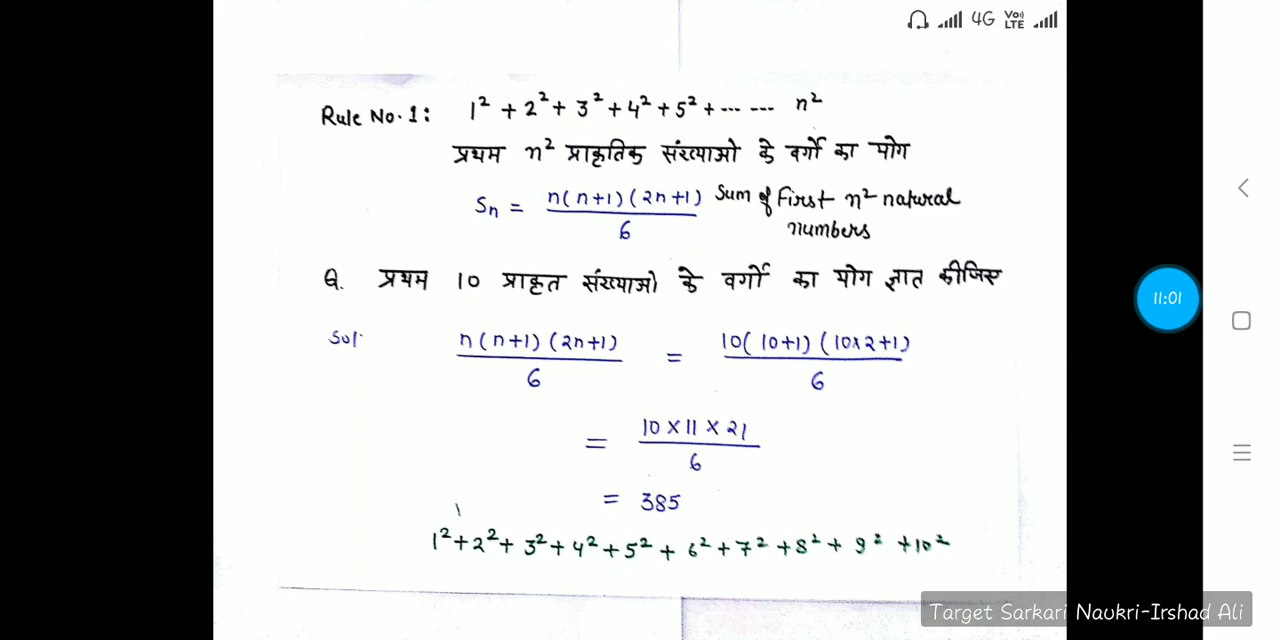 4G Vo) LTE
Rule No. 1: 1² + 2² + 3² + 4² + 5² + ... ... n²
प्रथम n² प्राकृतिक संख्याओ के वर्गो का योग
Sn = n(n+1)(2n+1) / 6 Sum of First n² natural numbers
Q. प्रथम 10 प्राकृत संख्याओ के वर्गो का योग ज्ञात कीजिए
11:01
Sol: n(n+1)(2n+1) / 6 = 10(10+1)(10×2+1) / 6
= 10 × 11 × 21 / 6
= 385
1² + 2² + 3² + 4² + 5² + 6² + 7² + 8² + 9² + 10²
Target Sarkari Naukri-Irshad Ali